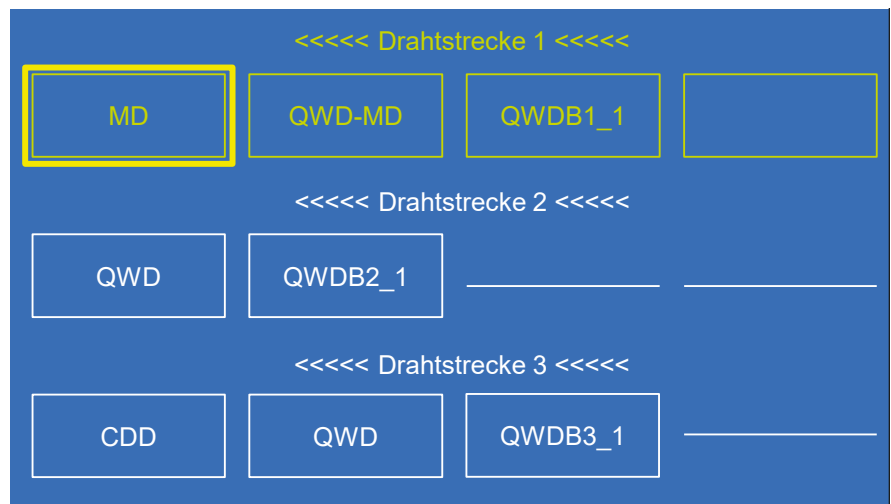 <<<<< Drahtstrecke 1 <<<<<
MD QWD-MD QWDB1_1
<<<<< Drahtstrecke 2 <<<<<
QWD QWDB2_1
<<<<< Drahtstrecke 3 <<<<<
CDD QWD QWDB3_1